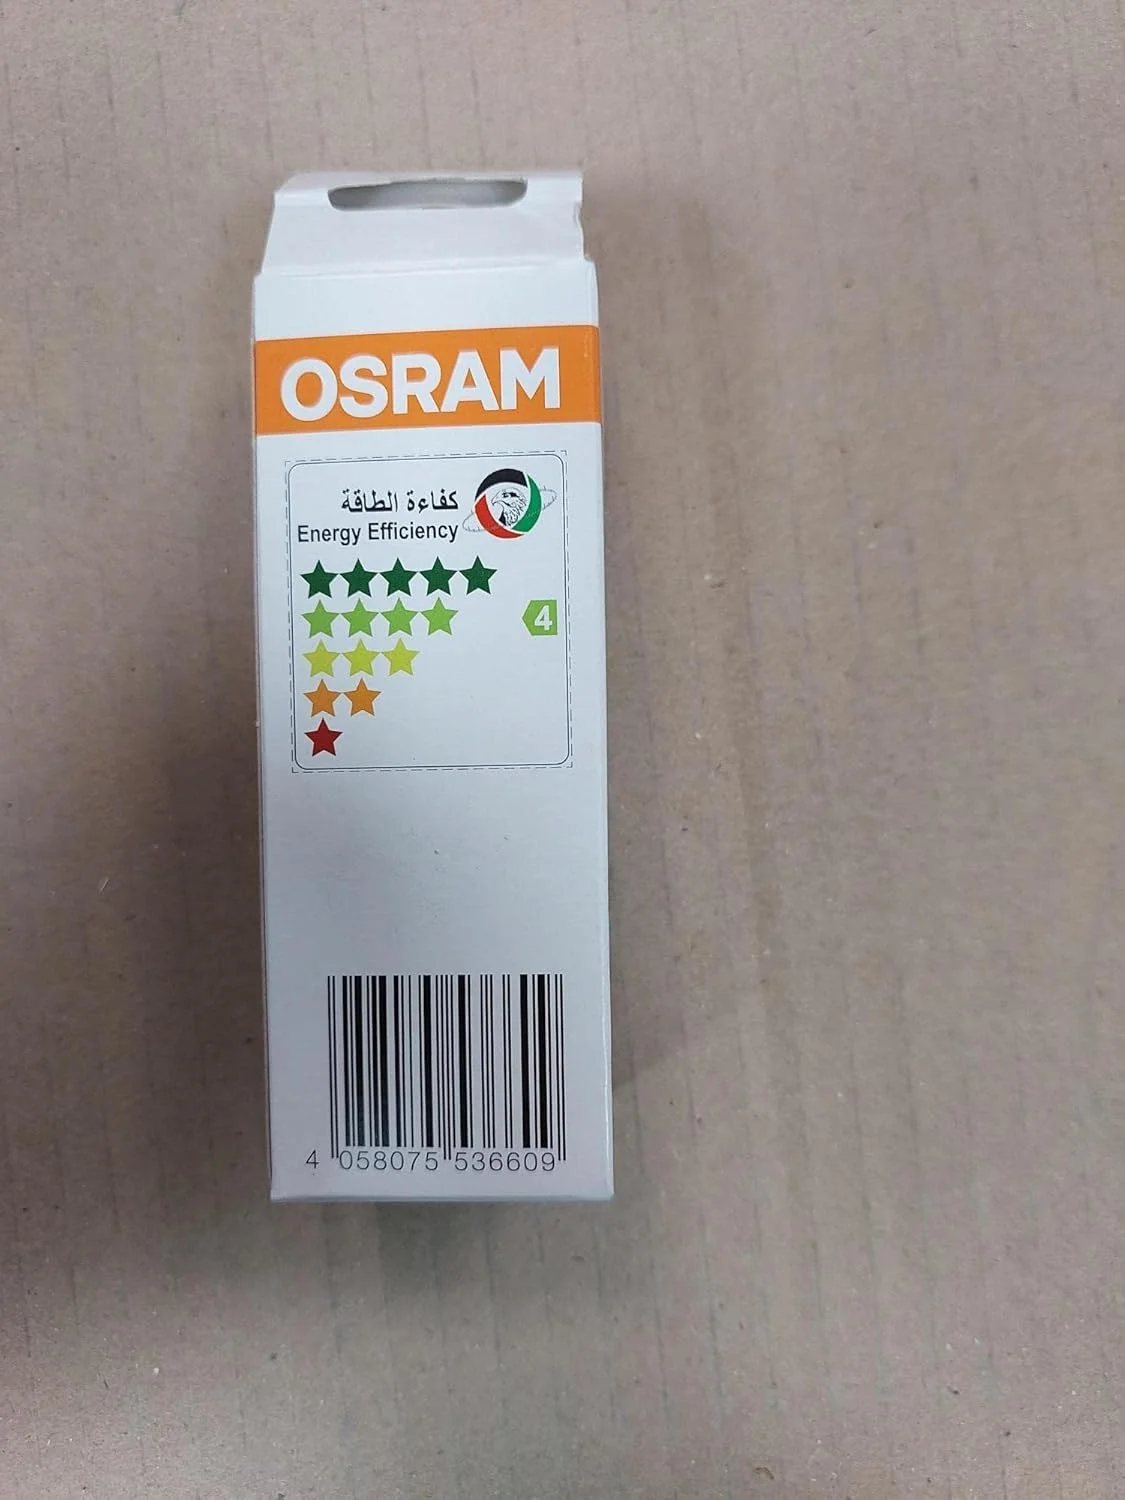 OSRAM
كفاءة الطاقة
Energy Efficiency
4
4 058075 536609